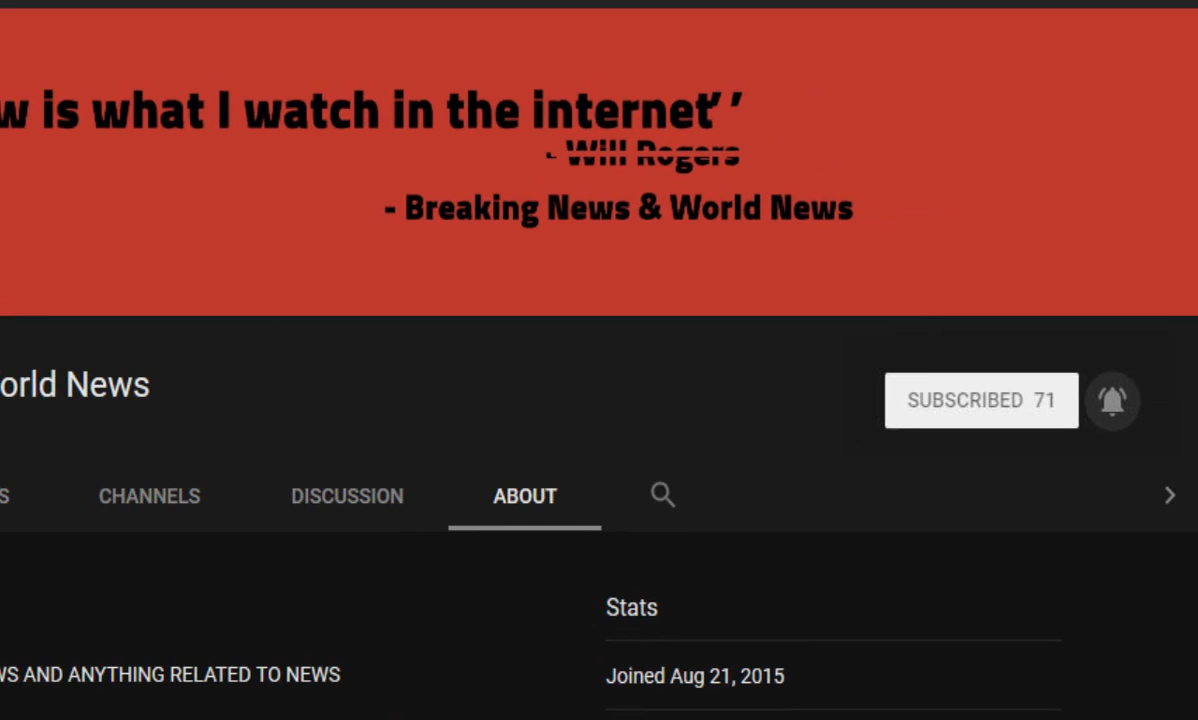 w is what I watch in the internet’ ’
- Will Rogers
- Breaking News & World News
orld News
SUBSCRIBED 71
S CHANNELS DISCUSSION ABOUT
Stats
WS AND ANYTHING RELATED TO NEWS
Joined Aug 21, 2015